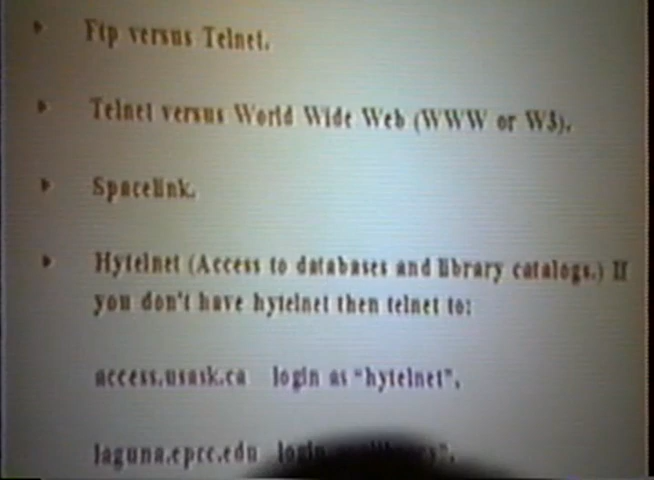 Ftp versus Telnet.
Telnet versus World Wide Web (WWW or W3).
Spacelink.
Hytelnet (Access to databases and library catalogs.) If
you don't have hytelnet then telnet to:
access.usask.ca login as "hytelnet".
laguna.epcc.edu login